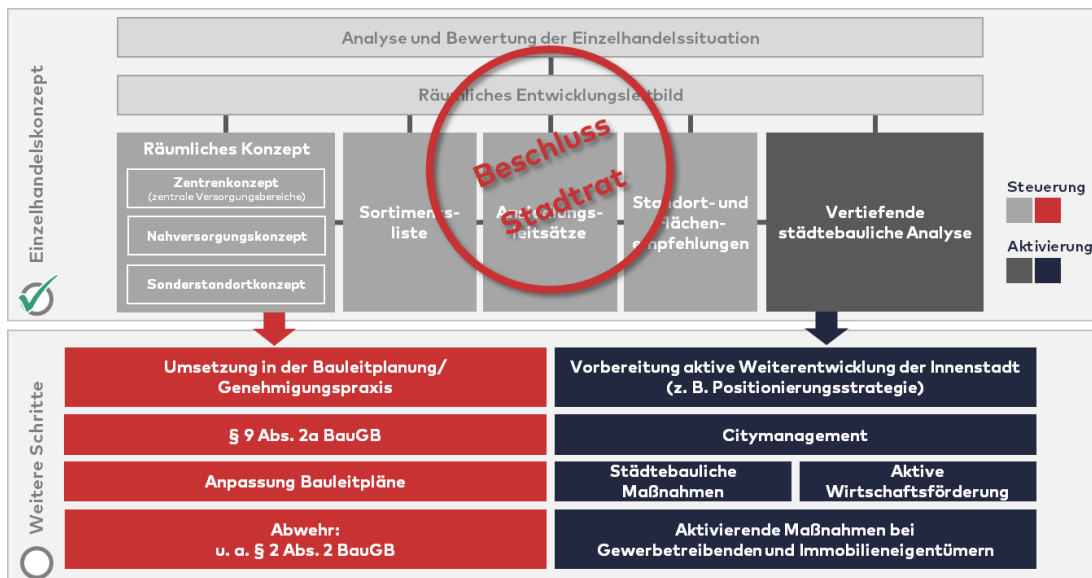 Einzelhandelskonzept
Analyse und Bewertung der Einzelhandelssituation
Räumliches Entwicklungsleitbild
Räumliches Konzept
Zentrenkonzept
(zentrale Versorgungsbereiche)
Nahversorgungskonzept
Sonderstandortkonzept
Sortiments-
liste
leitsätze
Standort- und
Flächen-
empfehlungen
Vertiefende
städtebauliche Analyse
Beschluss
Stadtrat
Steuerung
Aktivierung
Weitere Schritte
Umsetzung in der Bauleitplanung/
Genehmigungspraxis
§ 9 Abs. 2a BauGB
Anpassung Bauleitpläne
Abwehr:
u. a. § 2 Abs. 2 BauGB
Vorbereitung aktive Weiterentwicklung der Innenstadt
(z. B. Positionierungsstrategie)
Citymanagement
Städtebauliche
Maßnahmen
Aktive
Wirtschaftsförderung
Aktivierende Maßnahmen bei
Gewerbetreibenden und Immobilieneigentümern